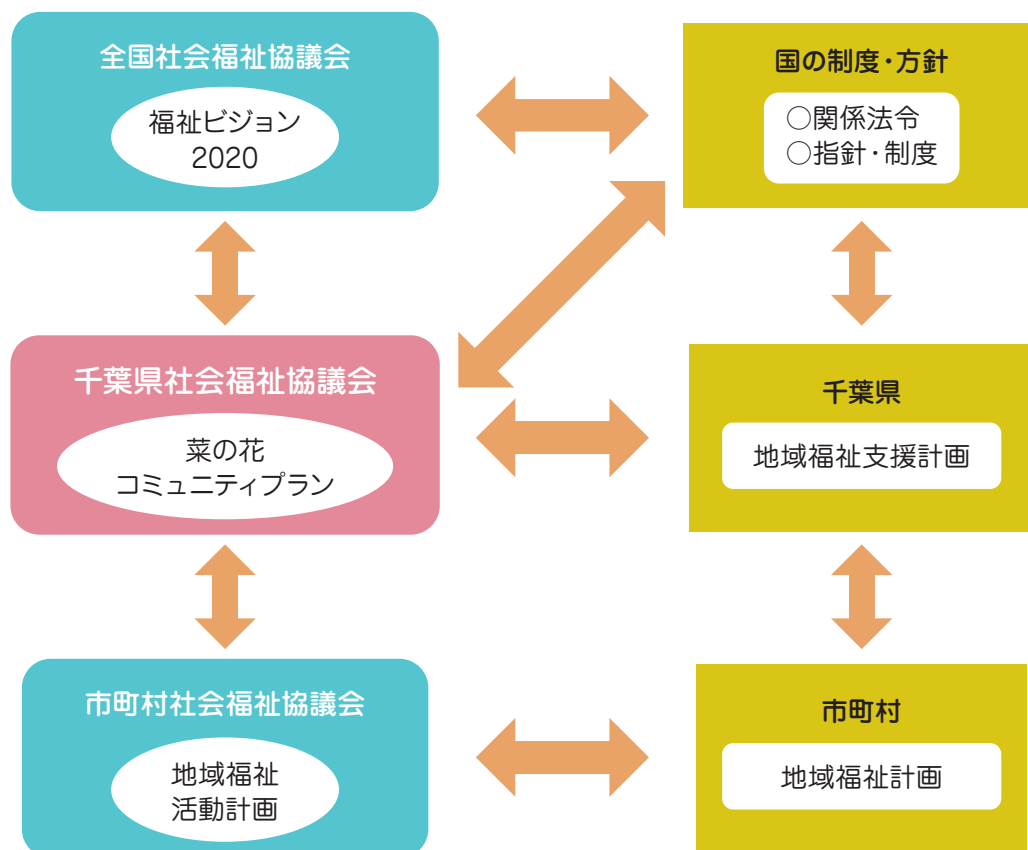 全国社会福祉協議会
福祉ビジョン
2020
国の制度・方針
○関係法令
○指針・制度
千葉県社会福祉協議会
菜の花
コミュニティプラン
千葉県
地域福祉支援計画
市町村社会福祉協議会
地域福祉
活動計画
市町村
地域福祉計画